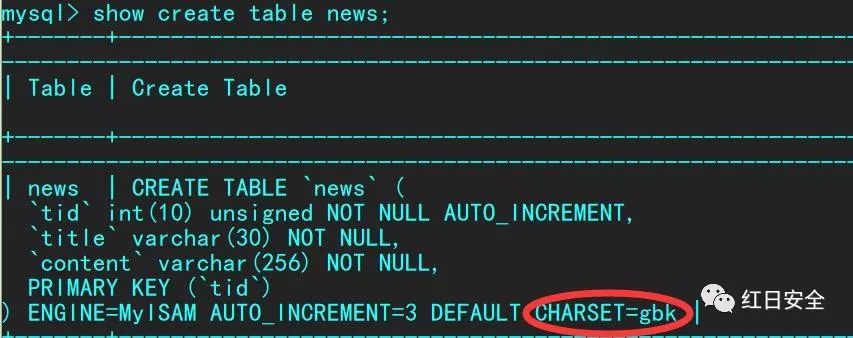 mysql> show create table news;
| Table | Create Table
| news | CREATE TABLE `news` (
`tid` int(10) unsigned NOT NULL AUTO_INCREMENT,
`title` varchar(30) NOT NULL,
`content` varchar(256) NOT NULL,
PRIMARY KEY (`tid`)
) ENGINE=MyISAM AUTO_INCREMENT=3 DEFAULT CHARSET=gbk |
红日安全